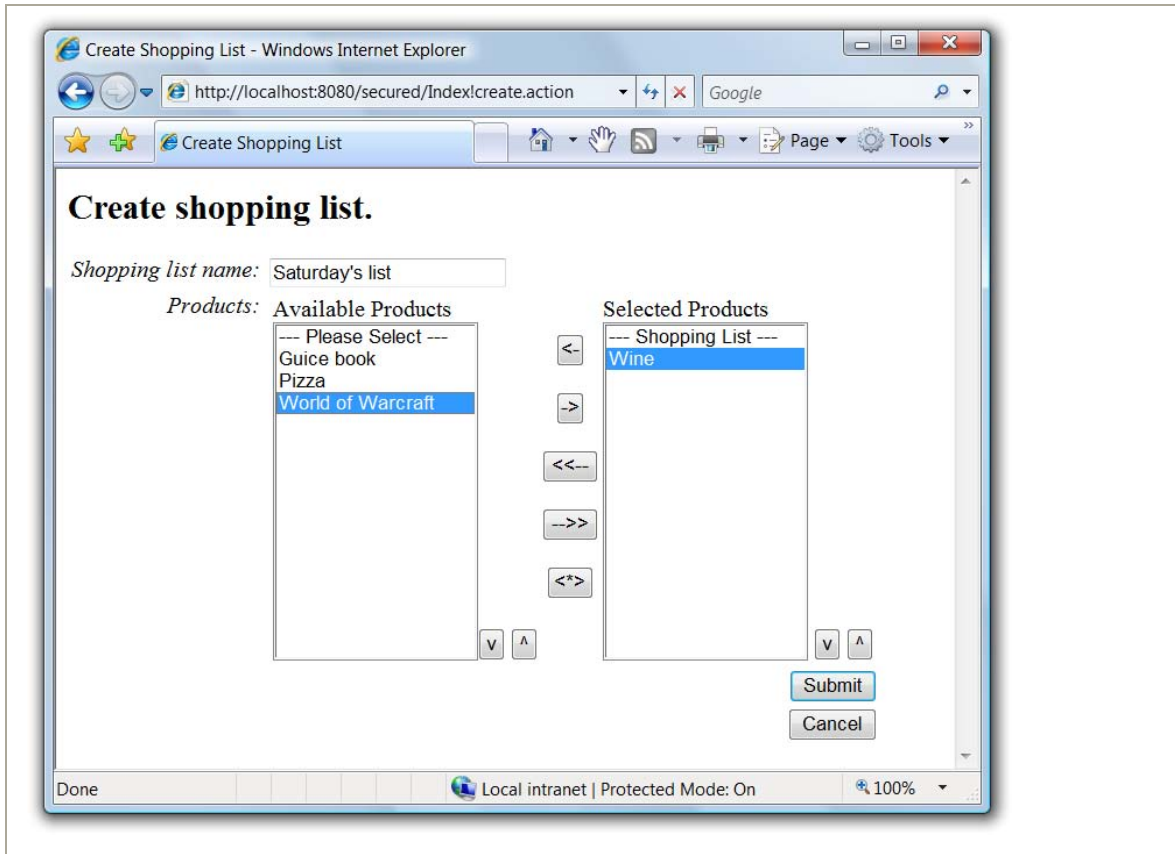 Create Shopping List - Windows Internet Explorer
http://localhost:8080/secured/Index!create.action
Google
Create Shopping List
Page
Tools
»
Create shopping list.
Shopping list name: Saturday's list
Products:
Available Products
--- Please Select ---
Guice book
Pizza
World of Warcraft
<-
->
<<--
-->>
<*>
v ^
Selected Products
--- Shopping List ---
Wine
v ^
Submit
Cancel
Done
Local intranet | Protected Mode: On
100%